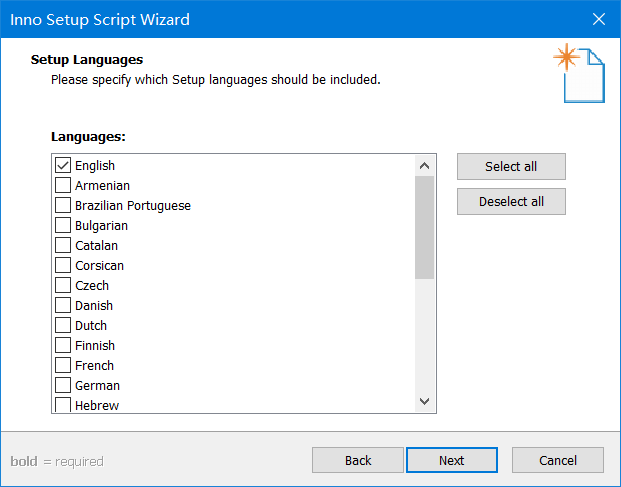 Inno Setup Script Wizard
Setup Languages
Please specify which Setup languages should be included.
Languages:
English
Armenian
Brazilian Portuguese
Bulgarian
Catalan
Corsican
Czech
Danish
Dutch
Finnish
French
German
Hebrew
Select all
Deselect all
bold = required
Back
Next
Cancel